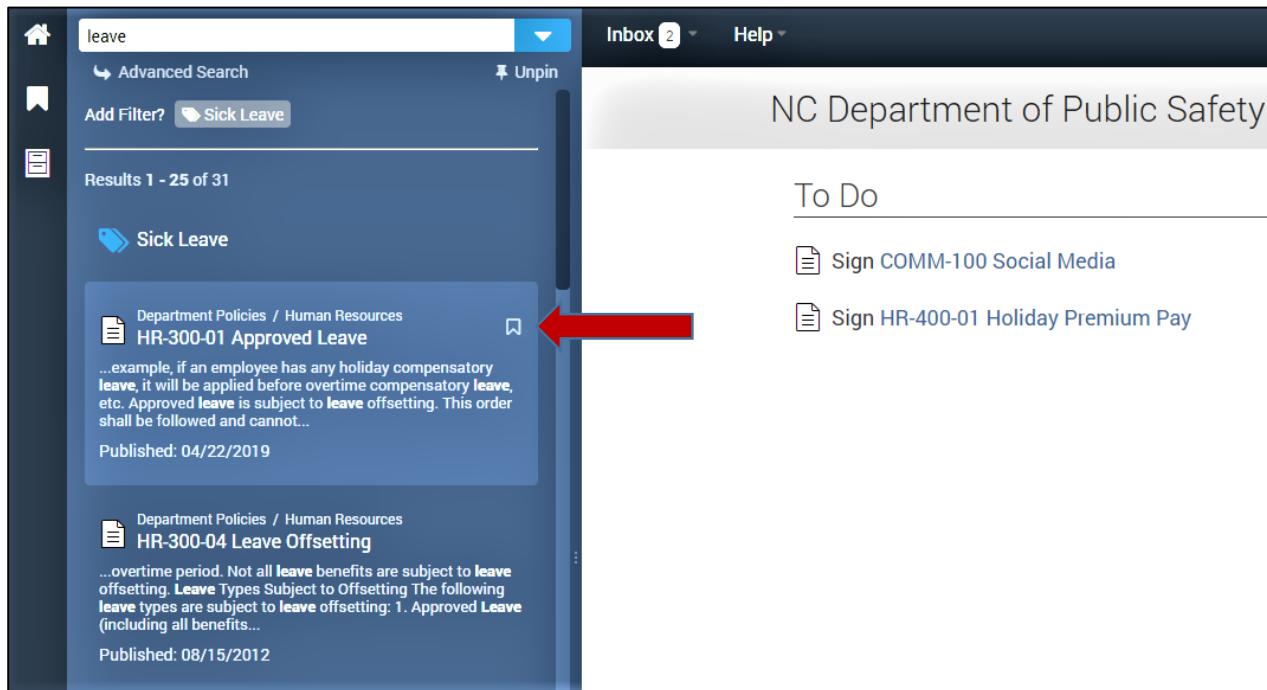 leave
Advanced Search
Unpin
Add Filter? Sick Leave
Results 1 - 25 of 31
Sick Leave
Department Policies / Human Resources
HR-300-01 Approved Leave
...example, if an employee has any holiday compensatory
leave, it will be applied before overtime compensatory leave,
etc. Approved leave is subject to leave offsetting. This order
shall be followed and cannot...
Published: 04/22/2019
Department Policies / Human Resources
HR-300-04 Leave Offsetting
...overtime period. Not all leave benefits are subject to leave
offsetting. Leave Types Subject to Offsetting The following
leave types are subject to leave offsetting: 1. Approved Leave
(including all benefits...
Published: 08/15/2012
Inbox 2 Help
NC Department of Public Safety
To Do
Sign COMM-100 Social Media
Sign HR-400-01 Holiday Premium Pay